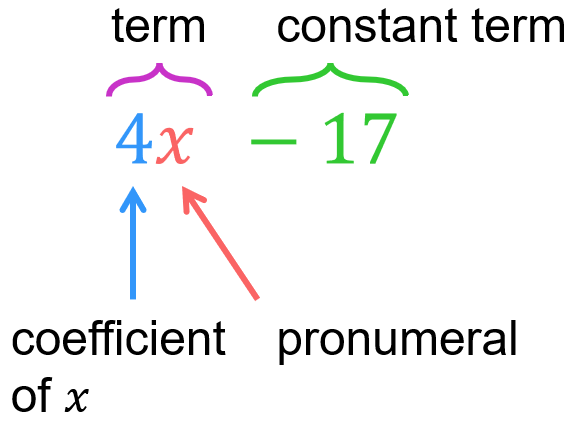 term constant term
4x − 17
coefficient pronumeral
of x